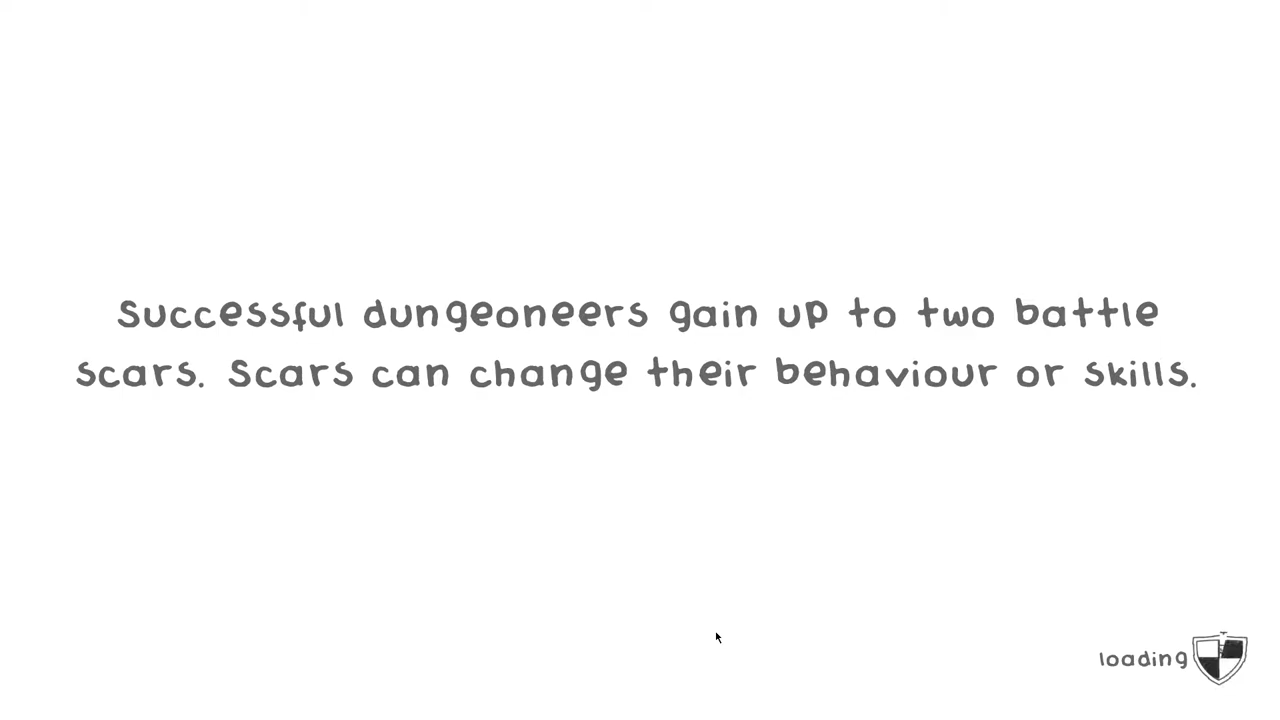 Successful dungeoneers gain up to two battle
scars. Scars can change their behaviour or skills.
loading